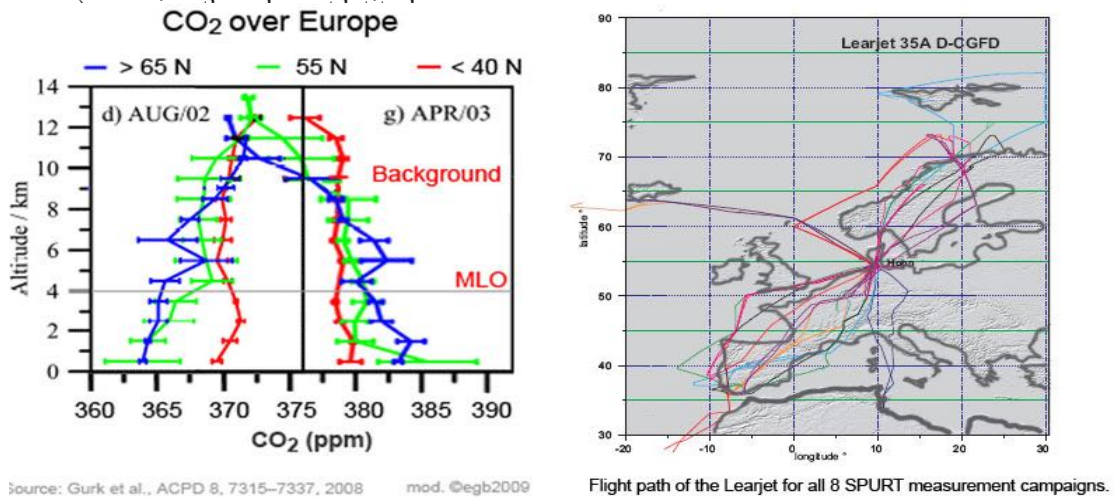 CO₂ over Europe
> 65 N 55 N < 40 N
14
12
10
8
6
4
2
0
Altitude / km
d) AUG/02 g) APR/03
Background
MLO
360 365 370 375 380 385 390
CO₂ (ppm)
Source: Gurk et al., ACPD 8, 7315–7337, 2008 mod. ©egb2009
90
80
70
60
50
40
30
latitude °
Learjet 35A D-CGFD
Hohn
-20 -10 0 10 20 30
longitude °
Flight path of the Learjet for all 8 SPURT measurement campaigns.